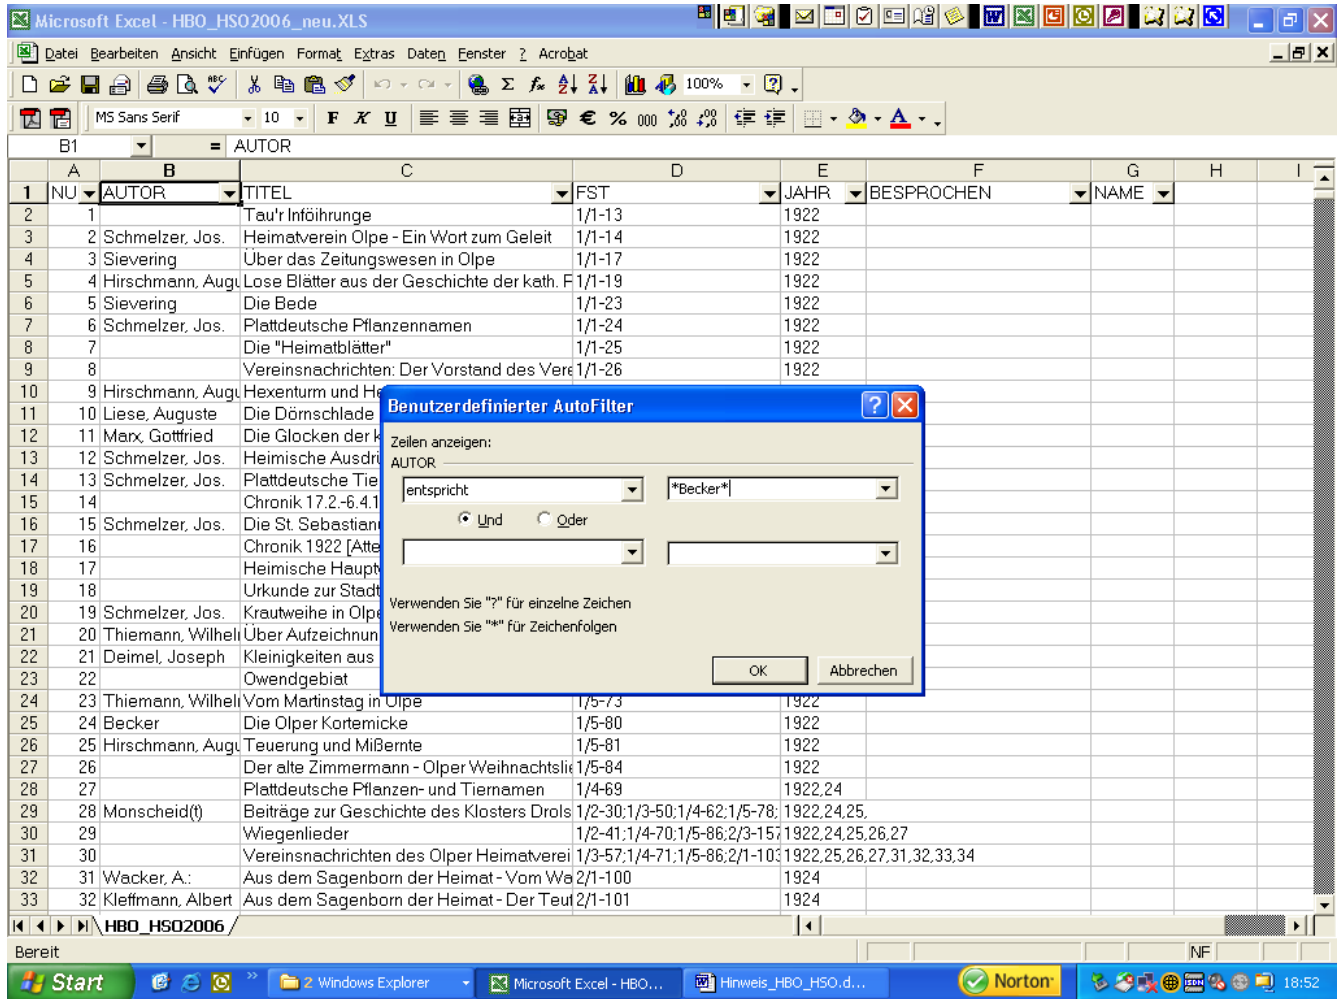 Microsoft Excel - HBO_HSO2006_neu.XLS
Datei Bearbeiten Ansicht Einfügen Format Extras Daten Fenster ? Acrobat
100%
MS Sans Serif 10 F K U € % 000
B1 = AUTOR
A B C D E F G H I
1 NU AUTOR TITEL FST JAHR BESPROCHEN NAME
2 1 Tau'r Inföihrunge 1/1-13 1922
3 2 Schmelzer, Jos. Heimatverein Olpe - Ein Wort zum Geleit 1/1-14 1922
4 3 Sievering Über das Zeitungswesen in Olpe 1/1-17 1922
5 4 Hirschmann, Augu Lose Blätter aus der Geschichte der kath. F 1/1-19 1922
6 5 Sievering Die Bede 1/1-23 1922
7 6 Schmelzer, Jos. Plattdeutsche Pflanzennamen 1/1-24 1922
8 7 Die "Heimatblätter" 1/1-25 1922
9 8 Vereinsnachrichten: Der Vorstand des Vere 1/1-26 1922
10 9 Hirschmann, Augu Hexenturm und He
11 10 Liese, Auguste Die Dörnschlade
12 11 Marx, Gottfried Die Glocken der k
13 12 Schmelzer, Jos. Heimische Ausdrü
14 13 Schmelzer, Jos. Plattdeutsche Tie
15 14 Chronik 17.2.-6.4.1
16 15 Schmelzer, Jos. Die St. Sebastian
17 16 Chronik 1922 [Atte
18 17 Heimische Haupt
19 18 Urkunde zur Stadt
20 19 Schmelzer, Jos. Krautweihe in Olpe
21 20 Thiemann, Wilhel Über Aufzeichnun
22 21 Deimel, Joseph Kleinigkeiten aus
23 22 Owendgebiat
24 23 Thiemann, Wilhel Vom Martinstag in Olpe 1/5-73 1922
25 24 Becker Die Olper Kortemicke 1/5-80 1922
26 25 Hirschmann, Augu Teuerung und Mißernte 1/5-81 1922
27 26 Der alte Zimmermann - Olper Weihnachtslie 1/5-84 1922
28 27 Plattdeutsche Pflanzen- und Tiernamen 1/4-69 1922,24
29 28 Monscheid(t) Beiträge zur Geschichte des Klosters Drols 1/2-30;1/3-50;1/4-62;1/5-78; 1922,24,25,
30 29 Wiegenlieder 1/2-41;1/4-70;1/5-86;2/3-157 1922,24,25,26,27
31 30 Vereinsnachrichten des Olper Heimatverei 1/3-57;1/4-71;1/5-86;2/1-103 1922,25,26,27,31,32,33,34
32 31 Wacker, A.: Aus dem Sagenborn der Heimat - Vom Wa 2/1-100 1924
33 32 Kleffmann, Albert Aus dem Sagenborn der Heimat - Der Teuf 2/1-101 1924
Benutzerdefinierter AutoFilter
Zeilen anzeigen:
AUTOR
entspricht *Becker*
Und Oder
Verwenden Sie "?" für einzelne Zeichen
Verwenden Sie "*" für Zeichenfolgen
OK Abbrechen
HBO_HSO2006
Bereit NF
Start 2 Windows Explorer Microsoft Excel - HBO... Hinweis_HBO_HSO.d... Norton 18:52